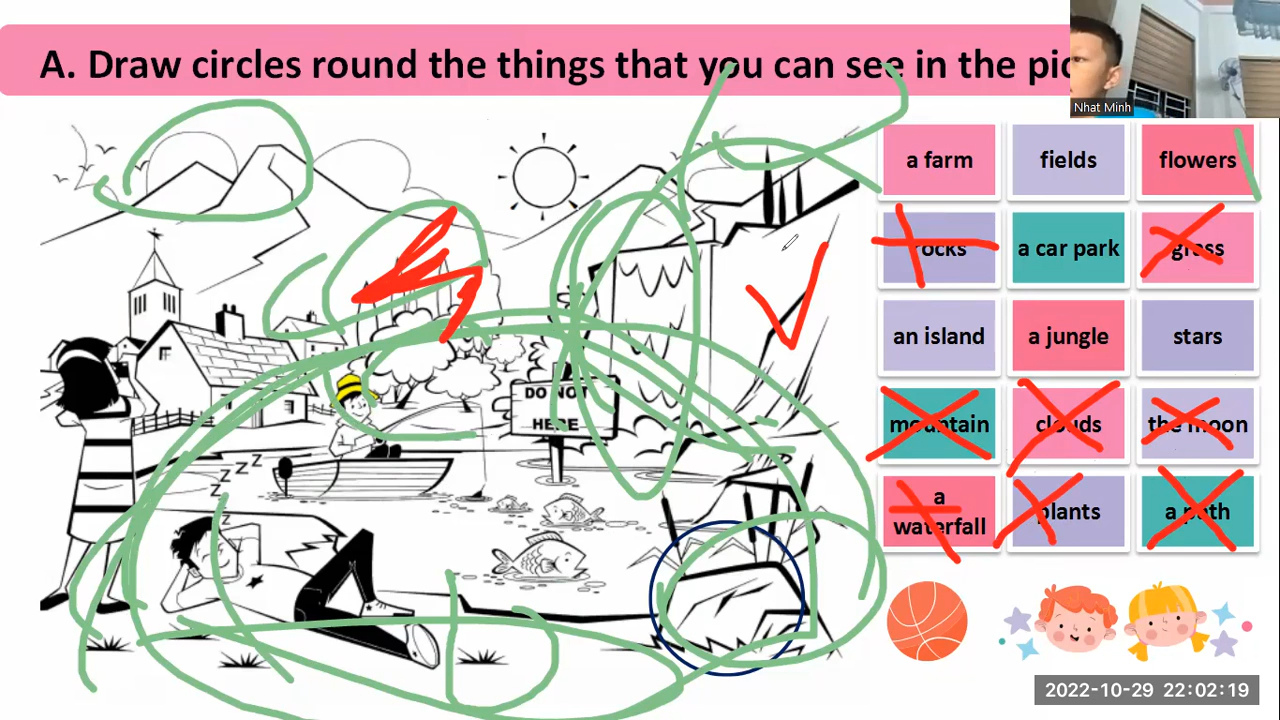 A. Draw circles round the things that you can see in the pic
Nhat Minh
a farm
fields
flowers
rocks
a car park
grass
an island
a jungle
stars
mountain
clouds
the moon
a
waterfall
plants
a path
DO NOT
HERE
Z Z Z
Z
Z
Z
2022-10-29 22:02:19